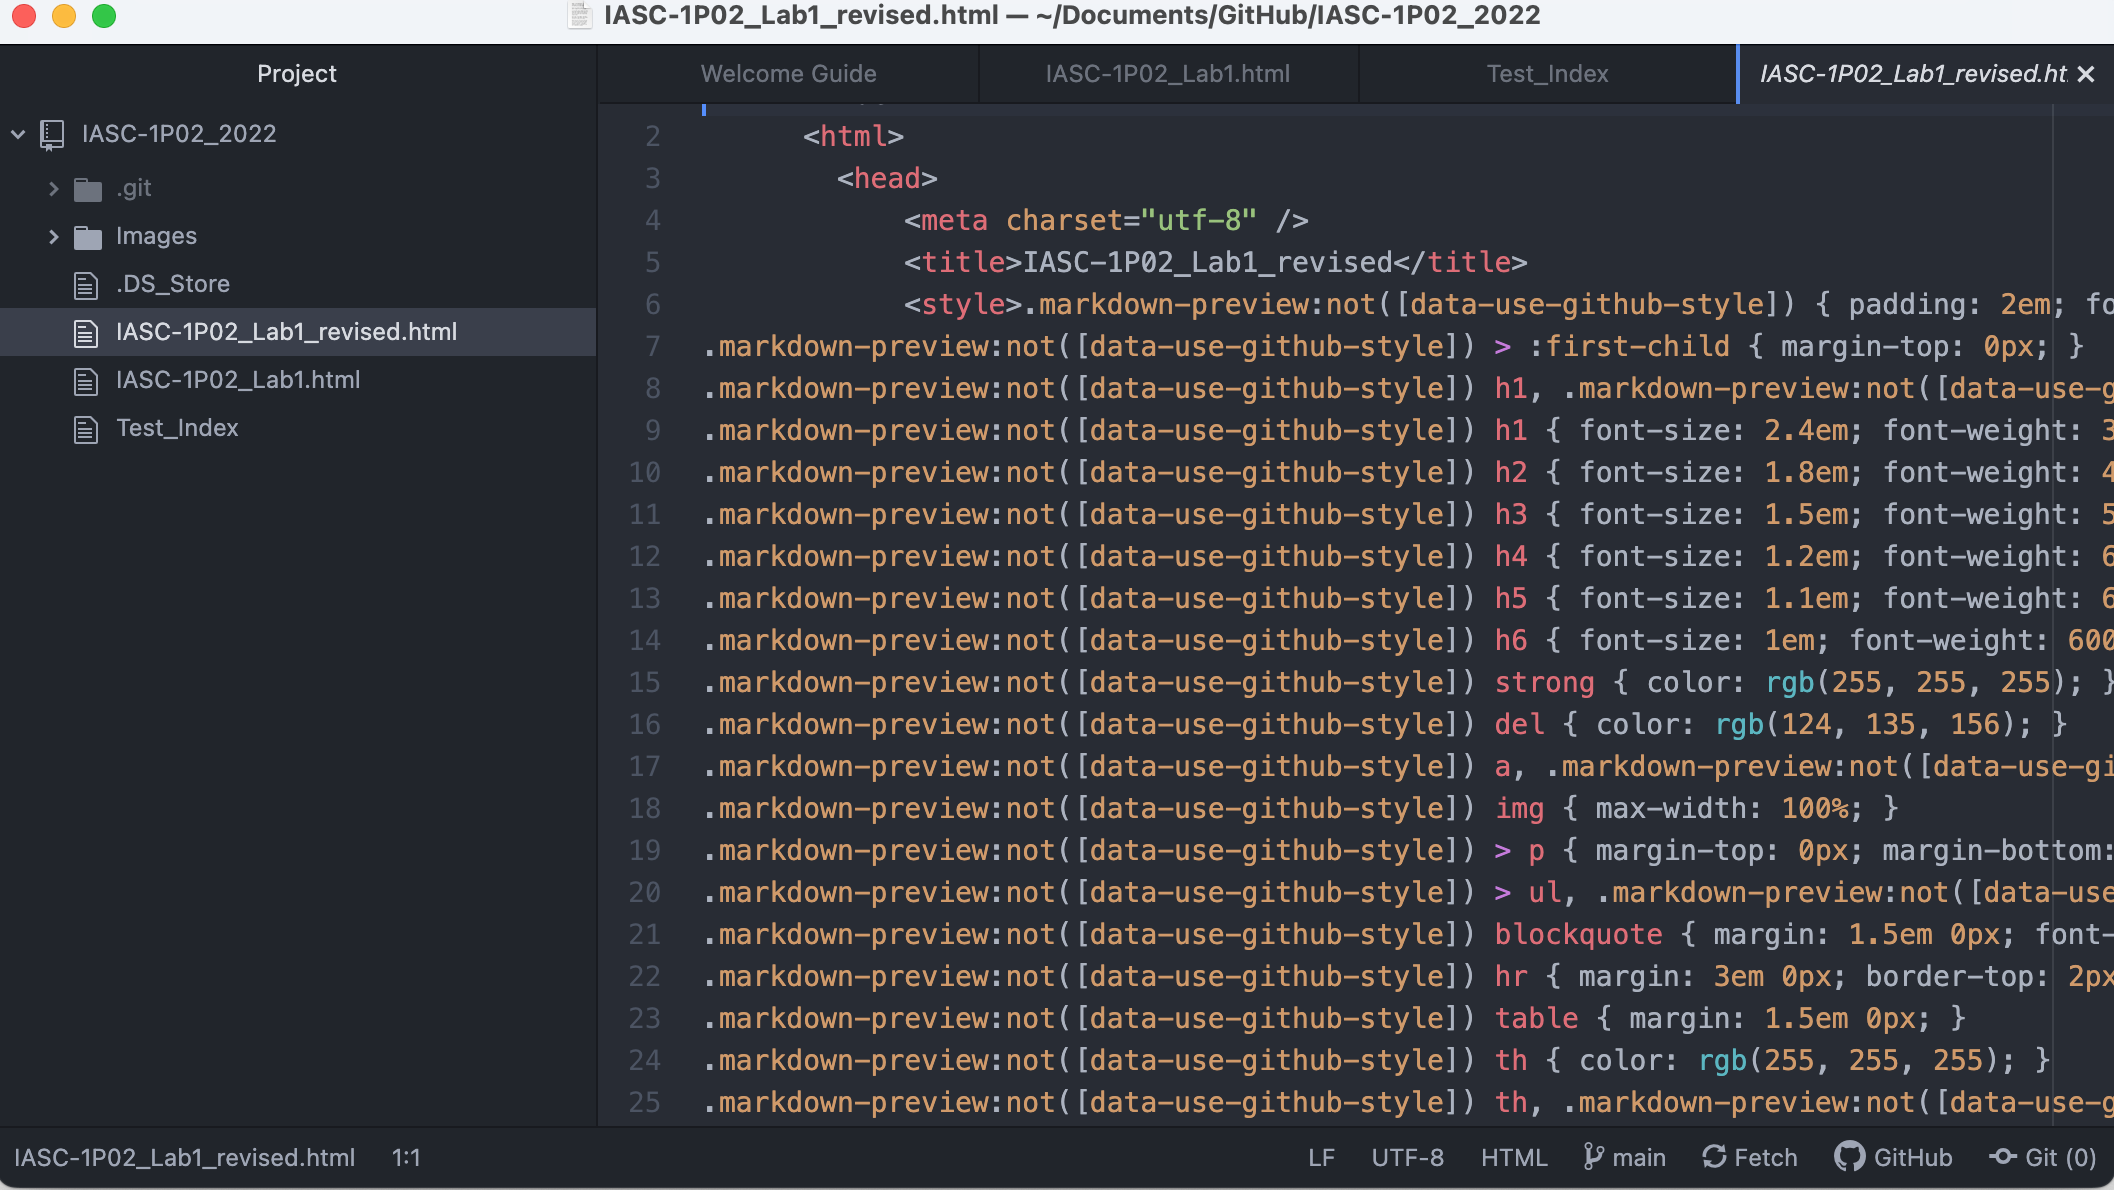 IASC-1P02_Lab1_revised.html — ~/Documents/GitHub/IASC-1P02_2022
Project
Welcome Guide
IASC-1P02_Lab1.html
Test_Index
IASC-1P02_Lab1_revised.ht
IASC-1P02_2022
.git
Images
.DS_Store
IASC-1P02_Lab1_revised.html
IASC-1P02_Lab1.html
Test_Index
2 <html>
3 <head>
4 <meta charset="utf-8" />
5 <title>IASC-1P02_Lab1_revised</title>
6 <style>.markdown-preview:not([data-use-github-style]) { padding: 2em; fo
7 .markdown-preview:not([data-use-github-style]) > :first-child { margin-top: 0px; }
8 .markdown-preview:not([data-use-github-style]) h1, .markdown-preview:not([data-use-g
9 .markdown-preview:not([data-use-github-style]) h1 { font-size: 2.4em; font-weight: 3
10 .markdown-preview:not([data-use-github-style]) h2 { font-size: 1.8em; font-weight: 4
11 .markdown-preview:not([data-use-github-style]) h3 { font-size: 1.5em; font-weight: 5
12 .markdown-preview:not([data-use-github-style]) h4 { font-size: 1.2em; font-weight: 6
13 .markdown-preview:not([data-use-github-style]) h5 { font-size: 1.1em; font-weight: 6
14 .markdown-preview:not([data-use-github-style]) h6 { font-size: 1em; font-weight: 600
15 .markdown-preview:not([data-use-github-style]) strong { color: rgb(255, 255, 255); }
16 .markdown-preview:not([data-use-github-style]) del { color: rgb(124, 135, 156); }
17 .markdown-preview:not([data-use-github-style]) a, .markdown-preview:not([data-use-gi
18 .markdown-preview:not([data-use-github-style]) img { max-width: 100%; }
19 .markdown-preview:not([data-use-github-style]) > p { margin-top: 0px; margin-bottom:
20 .markdown-preview:not([data-use-github-style]) > ul, .markdown-preview:not([data-use
21 .markdown-preview:not([data-use-github-style]) blockquote { margin: 1.5em 0px; font-
22 .markdown-preview:not([data-use-github-style]) hr { margin: 3em 0px; border-top: 2px
23 .markdown-preview:not([data-use-github-style]) table { margin: 1.5em 0px; }
24 .markdown-preview:not([data-use-github-style]) th { color: rgb(255, 255, 255); }
25 .markdown-preview:not([data-use-github-style]) th, .markdown-preview:not([data-use-g
IASC-1P02_Lab1_revised.html 1:1 LF UTF-8 HTML main Fetch GitHub Git (0)